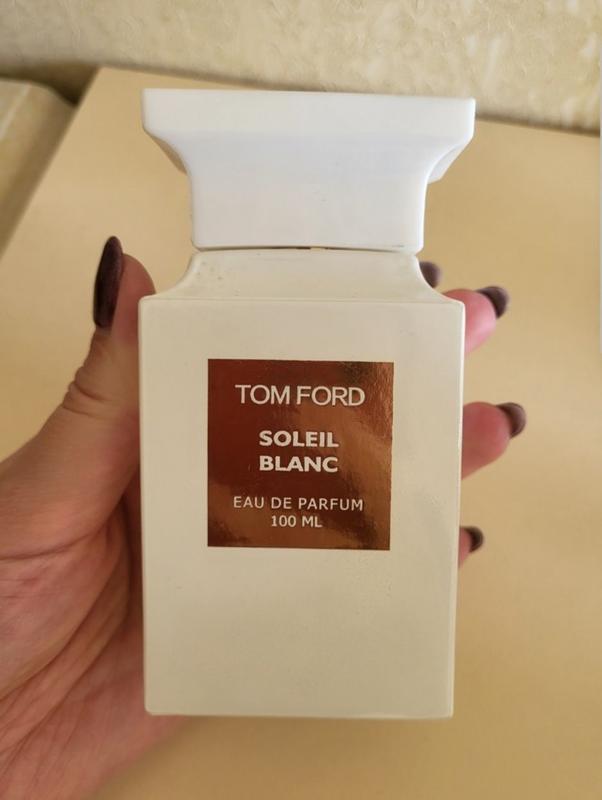 TOM FORD
SOLEIL
BLANC
EAU DE PARFUM
100 ML